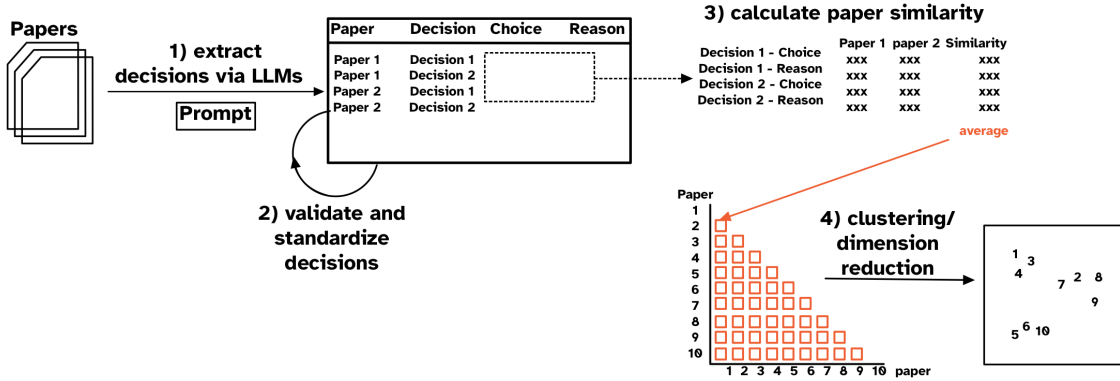 Papers
1) extract
decisions via LLMs
Prompt
Paper Decision Choice Reason
Paper 1 Decision 1
Paper 1 Decision 2
Paper 2 Decision 1
Paper 2 Decision 2
2) validate and
standardize
decisions
3) calculate paper similarity
Paper 1 paper 2 Similarity
Decision 1 - Choice xxx xxx xxx
Decision 1 - Reason xxx xxx xxx
Decision 2 - Choice xxx xxx xxx
Decision 2 - Reason xxx xxx xxx
average
Paper
1
2
3
4
5
6
7
8
9
10
1 2 3 4 5 6 7 8 9 10 paper
4) clustering/
dimension
reduction
1 3
4
7 2 8
9
5 6 10